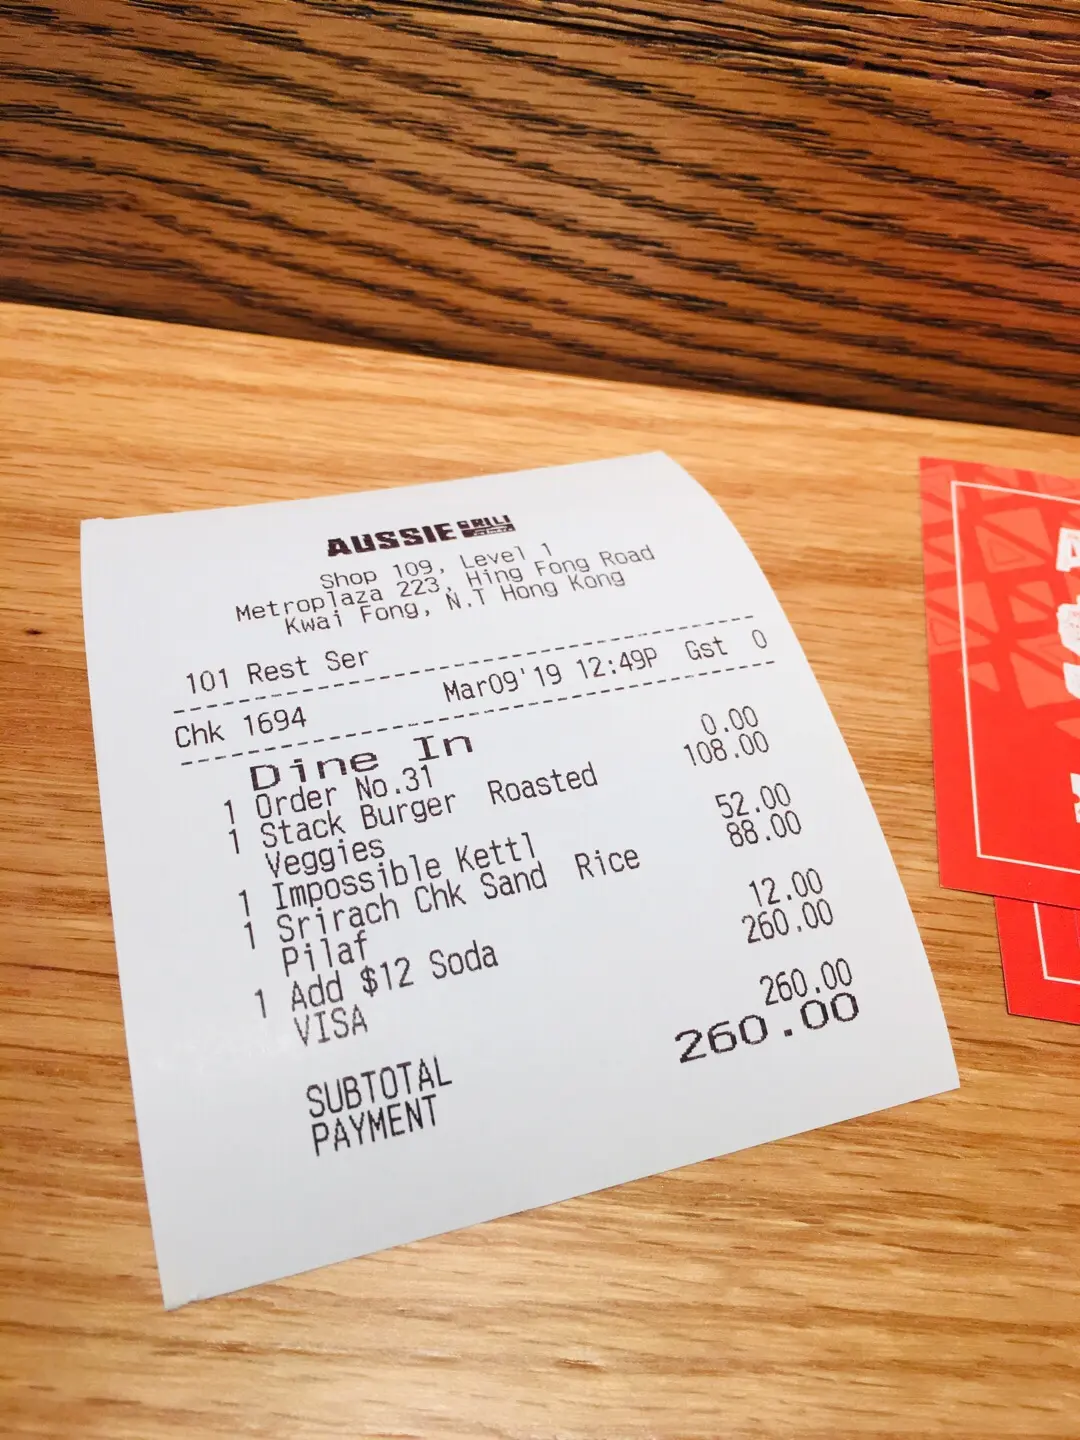 AUSSIE GRILL
Shop 109, Level 1
Metroplaza 223, Hing Fong Road
Kwai Fong, N.T Hong Kong
101 Rest Ser
Chk 1694 Mar09'19 12:49P Gst 0
Dine In
1 Order No.31 0.00
1 Stack Burger Roasted 108.00
Veggies
1 Impossible Kettl 52.00
1 Srirach Chk Sand Rice 88.00
Pilaf
1 Add $12 Soda 12.00
VISA 260.00
SUBTOTAL 260.00
PAYMENT 260.00